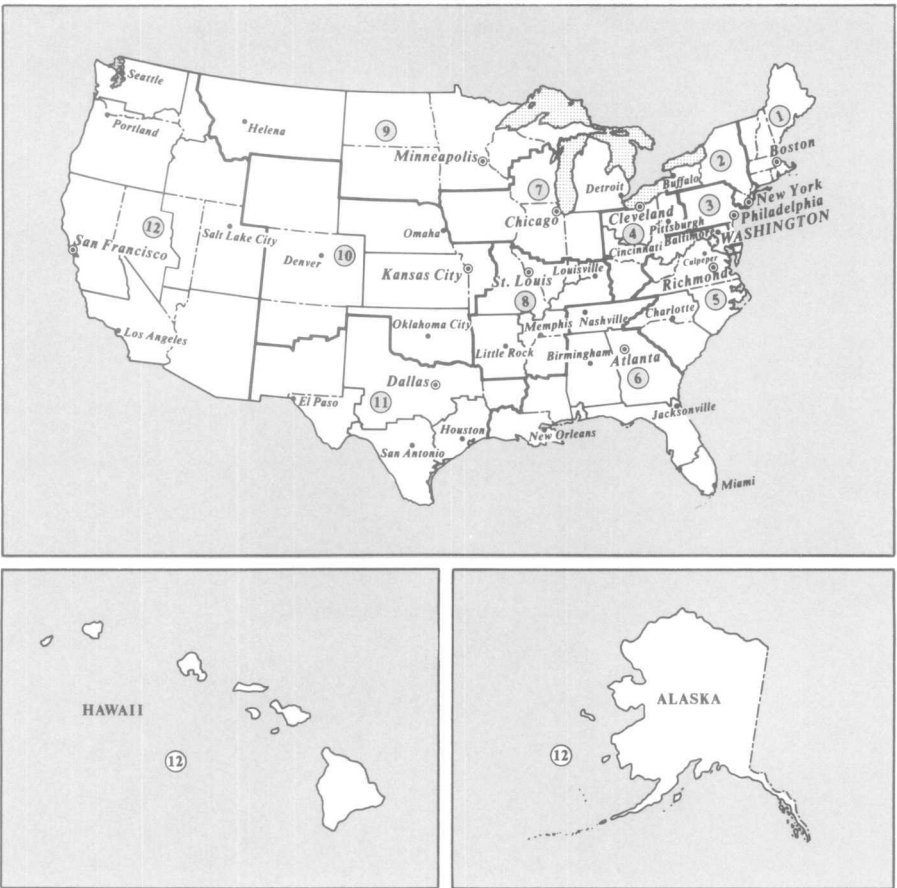 Seattle
Portland
Helena
9
Minneapolis
1
Boston
2
Buffalo
Detroit
7
Chicago
Cleveland
4
3
New York
Philadelphia
Pittsburgh
Baltimore
WASHINGTON
Cincinnati
Culpeper
Richmond
12
San Francisco
Salt Lake City
Denver
10
Omaha
Kansas City
St. Louis
8
Louisville
5
Charlotte
Los Angeles
Oklahoma City
Memphis
Nashville
Little Rock
Birmingham
Atlanta
6
Dallas
11
El Paso
Houston
San Antonio
New Orleans
Jacksonville
Miami
HAWAII
12
ALASKA
12